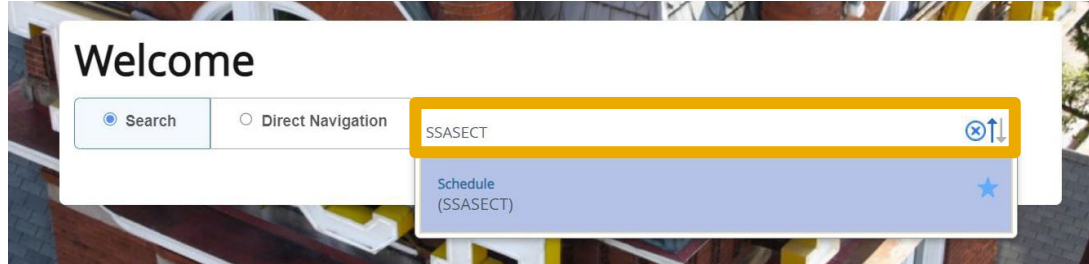 Welcome
Search Direct Navigation SSASECT
Schedule
(SSASECT)